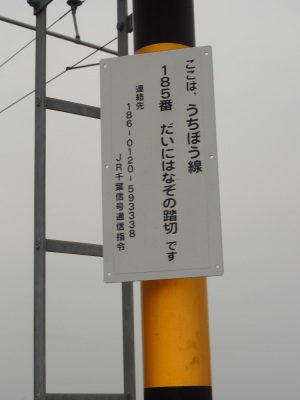 ここは、うちぼう線
185番 だいにはなぞの踏切 です
連絡先
186-0120-593338
JR千葉信号通信指令